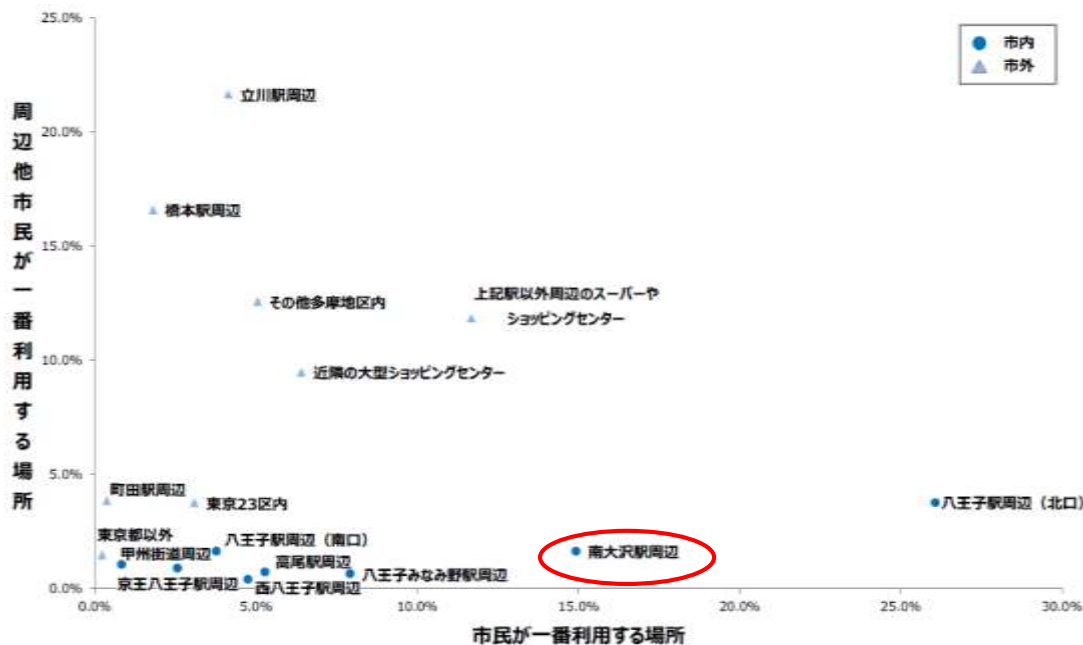 25.0%
市内
市外
周辺他市民が一番利用する場所
立川駅周辺
20.0%
橋本駅周辺
15.0%
その他多摩地区内
上記駅以外周辺のスーパーや
ショッピングセンター
10.0%
近隣の大型ショッピングセンター
5.0%
町田駅周辺
東京23区内
八王子駅周辺（北口）
東京都以外
八王子駅周辺（南口）
甲州街道周辺
高尾駅周辺
南大沢駅周辺
京王八王子駅周辺
西八王子駅周辺
八王子みなみ野駅周辺
0.0%
0.0%
5.0%
10.0%
15.0%
20.0%
25.0%
30.0%
市民が一番利用する場所